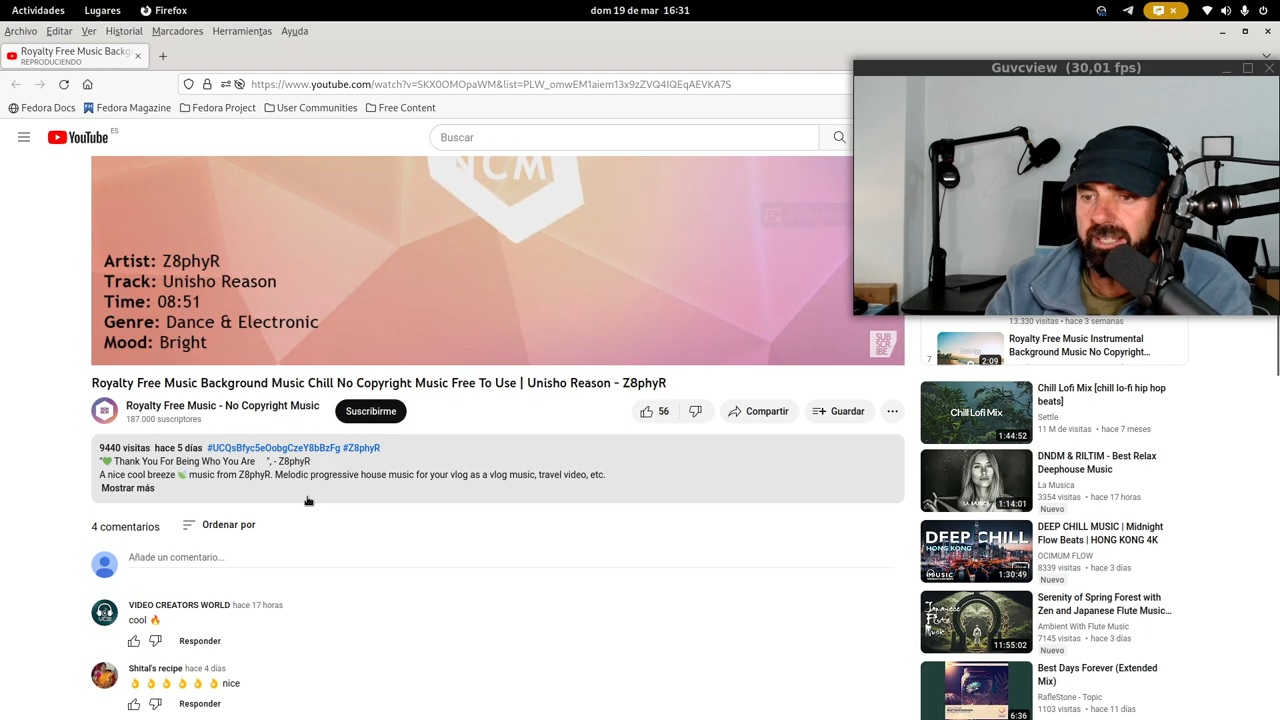 Actividades Lugares Firefox dom 19 de mar 16:31
Archivo Editar Ver Historial Marcadores Herramientas Ayuda
Royalty Free Music Backg
REPRODUCIENDO
https://www.youtube.com/watch?v=SKX0OMOpaWM&list=PLW_omwEM1aiem13x9zZVQ4IQEqAEVKA7S
Guvcview (30,01 fps)
Fedora Docs Fedora Magazine Fedora Project User Communities Free Content
YouTube ES
Buscar
NCM
Artist: Z8phyR
Track: Unisho Reason
Time: 08:51
Genre: Dance & Electronic
Mood: Bright
SUB
SCR
IBE
Royalty Free Music Background Music Chill No Copyright Music Free To Use | Unisho Reason - Z8phyR
Royalty Free Music - No Copyright Music
187.000 suscriptores
Suscribirme
56
Compartir
Guardar
9440 visitas hace 5 días #UCQsBfyc5eOobgCzeY8bBzFg #Z8phyR
"💚Thank You For Being Who You Are ", - Z8phyR
A nice cool breeze 🍃 music from Z8phyR. Melodic progressive house music for your vlog as a vlog music, travel video, etc.
Mostrar más
4 comentarios Ordenar por
Añade un comentario...
VIDEO CREATORS WORLD hace 17 horas
cool 🔥
Responder
Shital's recipe hace 4 días
👌👌👌👌👌👌 nice
Responder
13.330 visitas • hace 3 semanas
7
2:09
Royalty Free Music Instrumental
Background Music No Copyright...
Chill Lofi Mix
1:44:52
Chill Lofi Mix [chill lo-fi hip hop
beats]
Settle
11 M de visitas • hace 7 meses
LA MUSICA
1:14:01
DNDM & RILTIM - Best Relax
Deephouse Music
La Musica
3354 visitas • hace 17 horas
Nuevo
DEEP CHILL
HONG KONG
MUSIC
1:30:49
DEEP CHILL MUSIC | Midnight
Flow Beats | HONG KONG 4K
OCIMUM FLOW
8339 visitas • hace 3 días
Nuevo
Japanese
Flute
Music
11:55:02
Serenity of Spring Forest with
Zen and Japanese Flute Music...
Ambient With Flute Music
7145 visitas • hace 3 días
Nuevo
6:36
Best Days Forever (Extended
Mix)
RafleStone - Topic
1103 visitas • hace 11 días